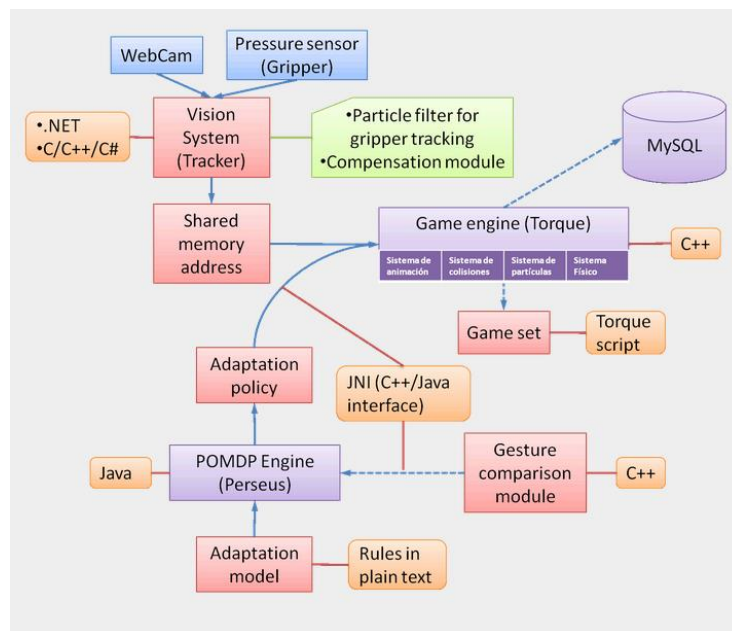 WebCam
Pressure sensor
(Gripper)
•.NET
•C/C++/C#
Vision
System
(Tracker)
•Particle filter for
gripper tracking
•Compensation module
MySQL
Shared
memory
address
Game engine (Torque)
Sistema de
animación
Sistema de
colisiones
Sistema de
partículas
Sistema
Físico
C++
Game set
Torque
script
Adaptation
policy
JNI (C++/Java
interface)
Java
POMDP Engine
(Perseus)
Gesture
comparison
module
C++
Adaptation
model
Rules in
plain text